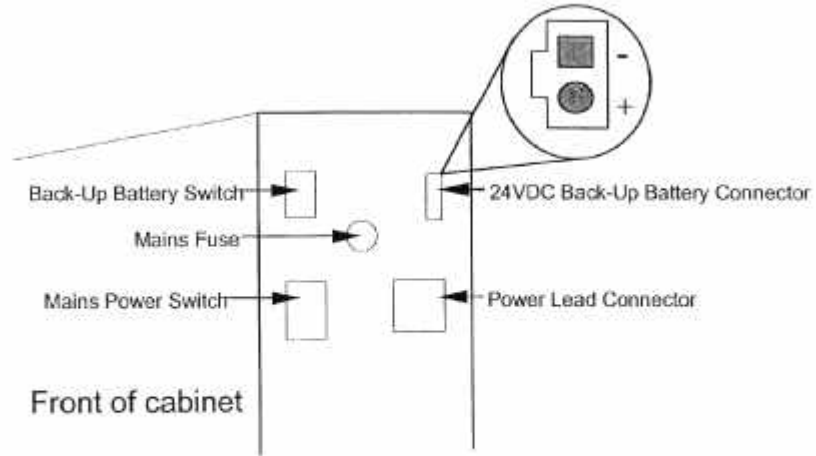 -
+
Back-Up Battery Switch
24VDC Back-Up Battery Connector
Mains Fuse
Mains Power Switch
Power Lead Connector
Front of cabinet